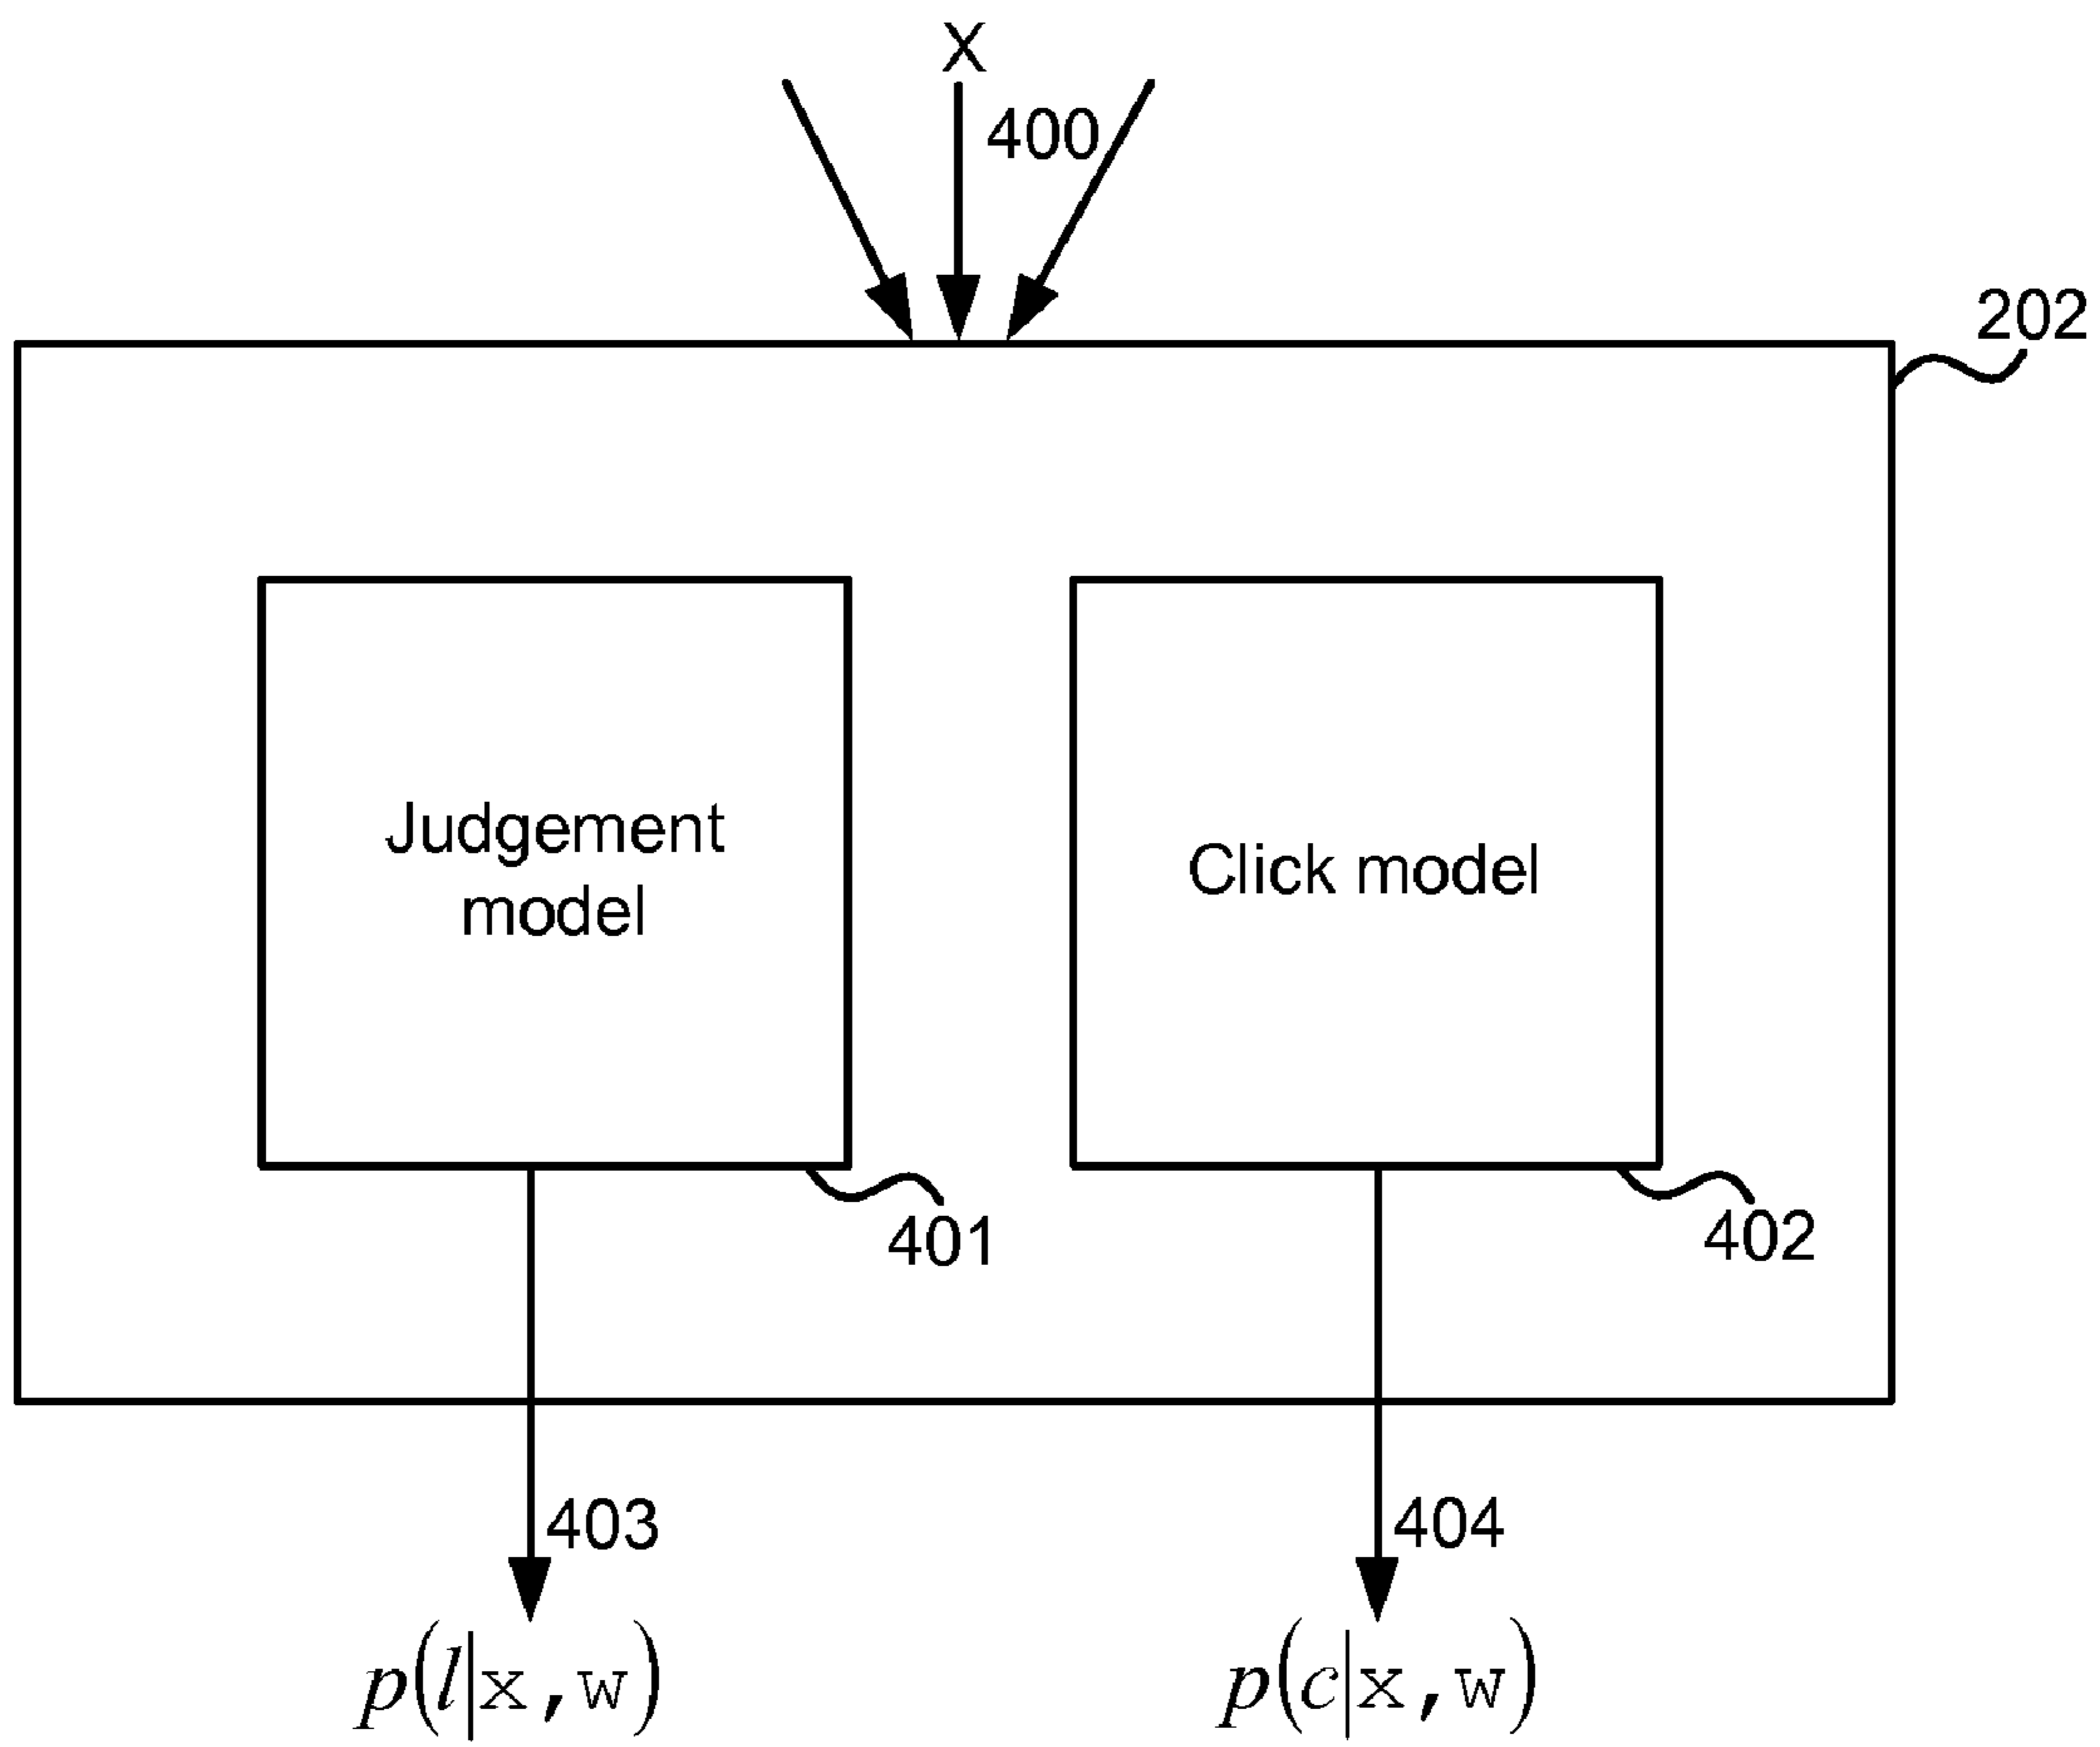 X
400
202
Judgement
model
Click model
401
402
403
404
p(l|x,w)
p(c|x,w)